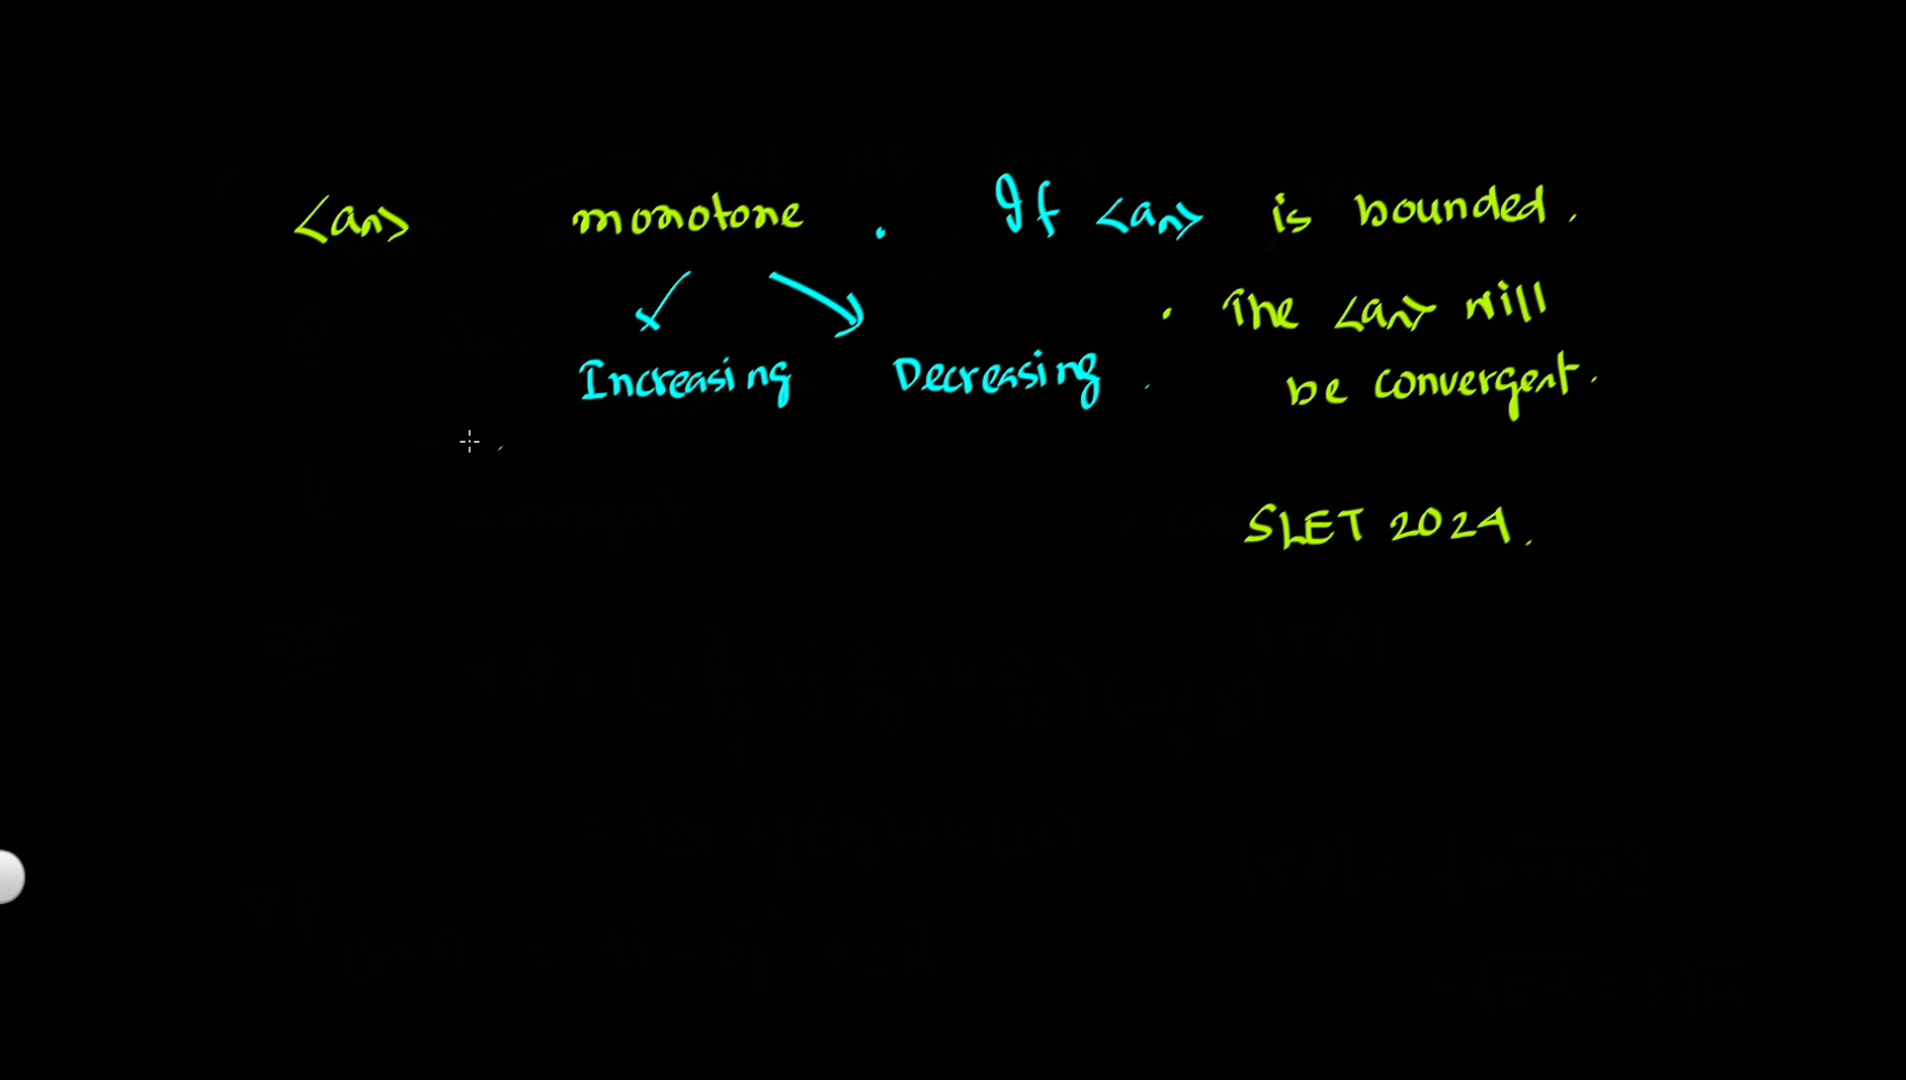 <an> monotone . If <an> is bounded .
. The <an> will
Increasing Decreasing . be convergent .
SLET 2024 .